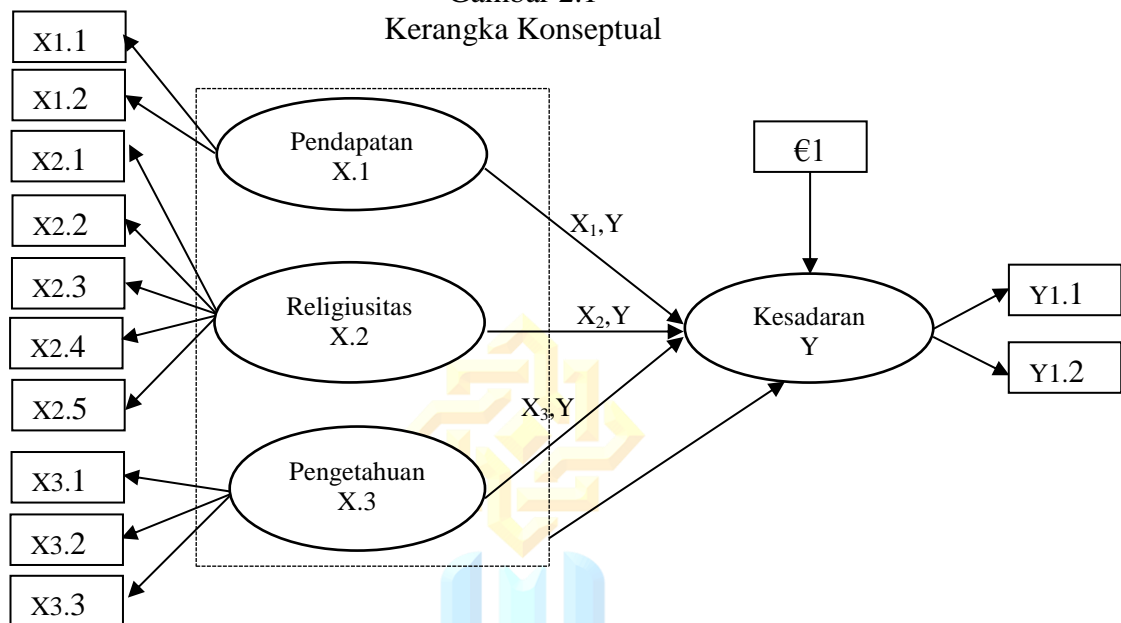 Kerangka Konseptual
X1.1
X1.2
X2.1
X2.2
X2.3
X2.4
X2.5
X3.1
X3.2
X3.3
Pendapatan
X.1
Religiusitas
X.2
Pengetahuan
X.3
X₁,Y
X₂,Y
X₃,Y
€1
Kesadaran
Y
Y1.1
Y1.2